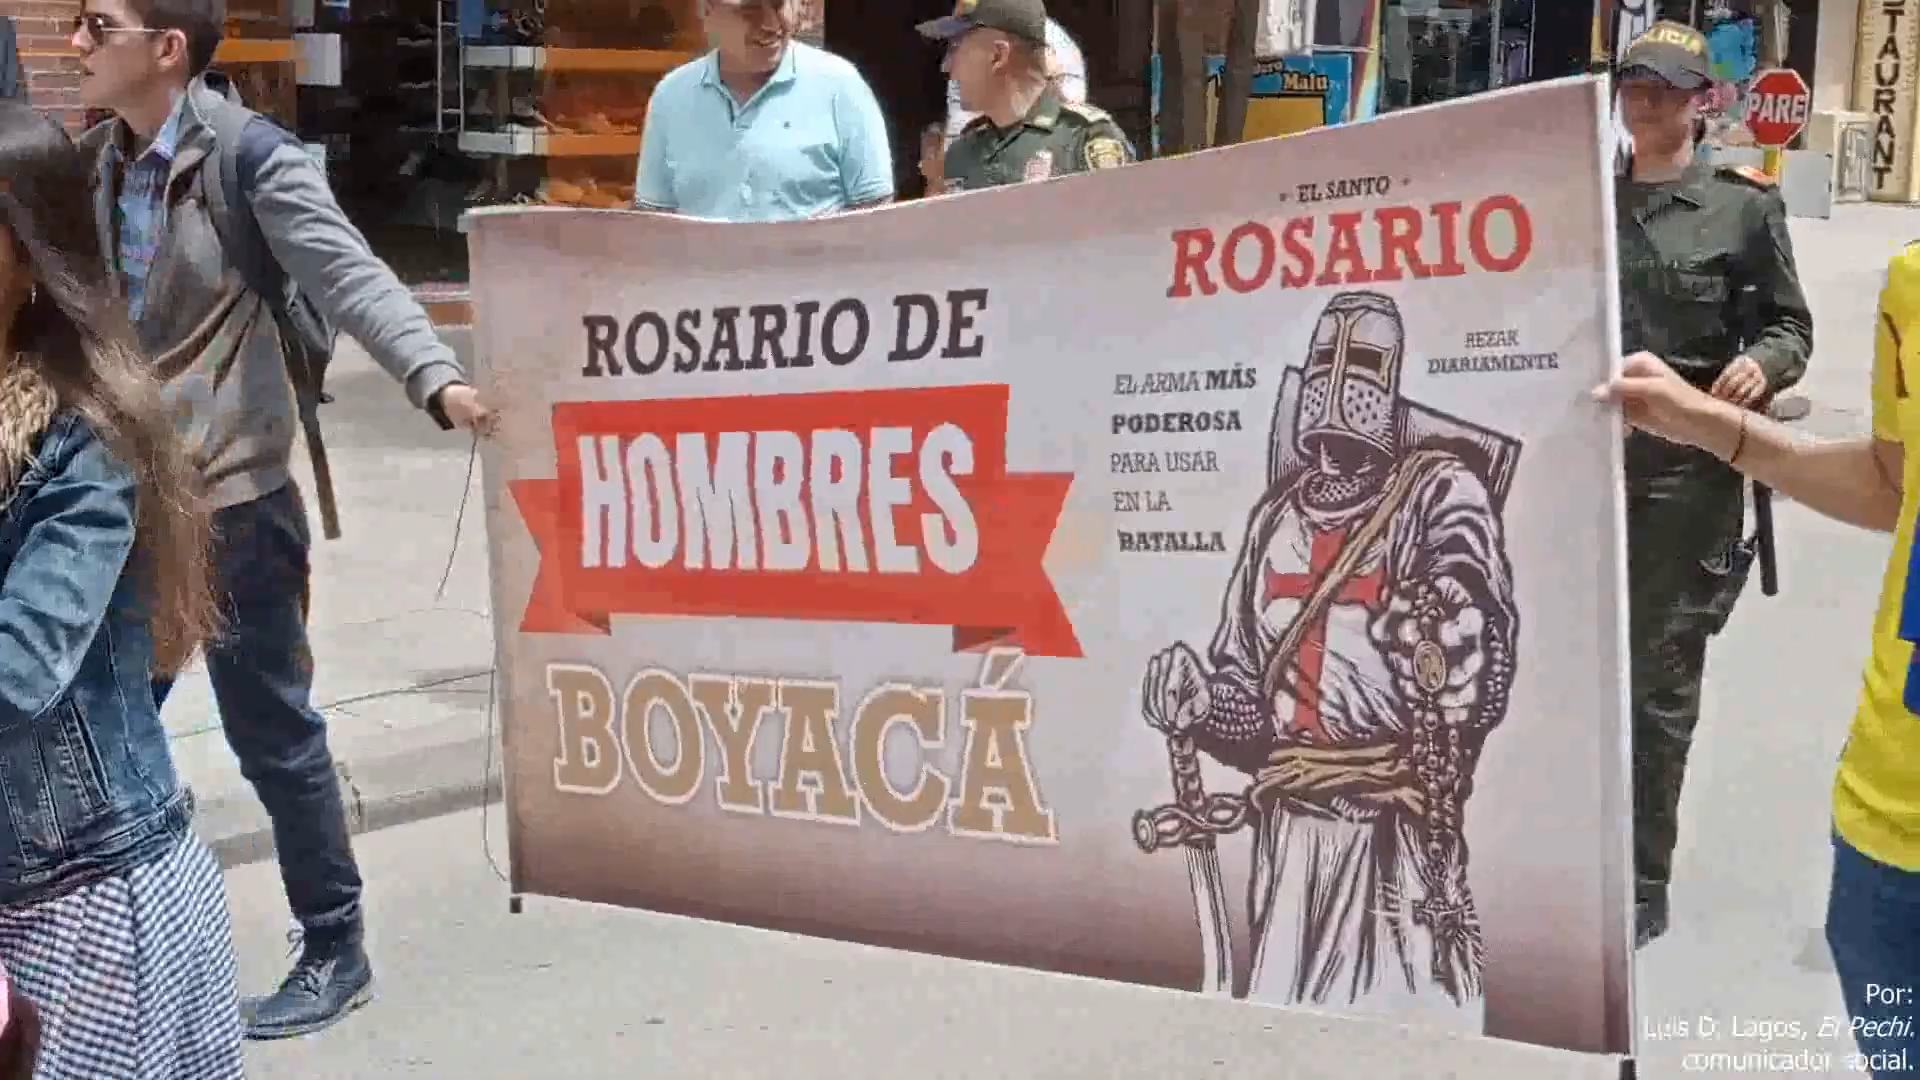 ROSARIO DE
HOMBRES
BOYACÁ
EL SANTO
ROSARIO
EL ARMA MÁS
PODEROSA
PARA USAR
EN LA
BATALLA
REZAR
DIARIAMENTE
Malu
PARE
TAURANT
Por:
Luis D. Lagos, El Pechi.
comunicador social.